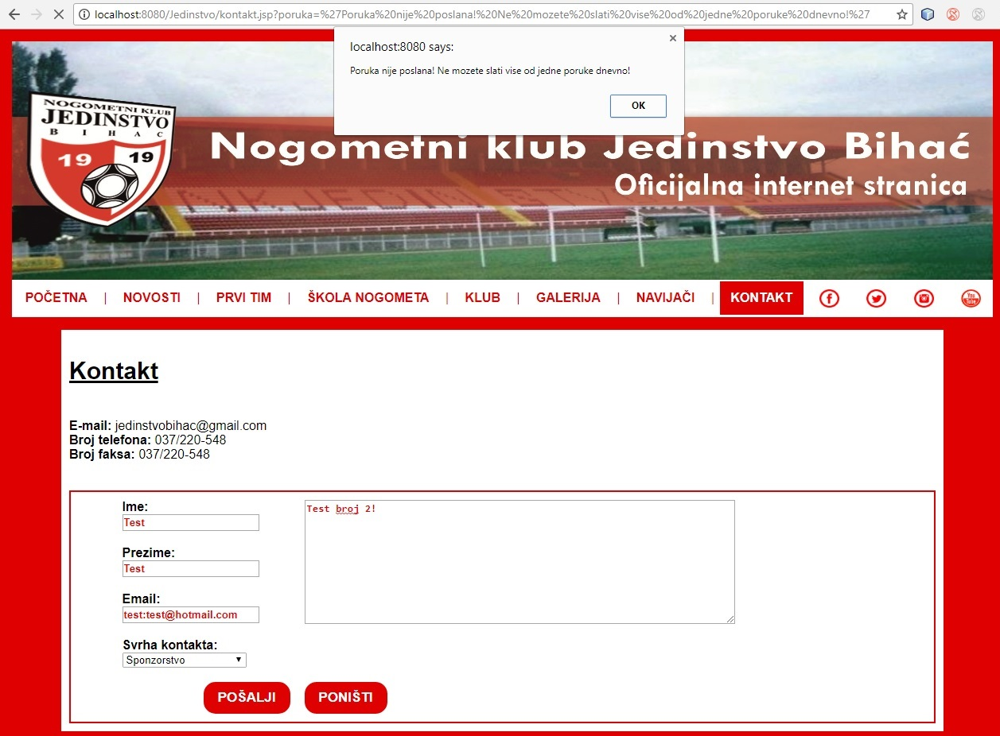 localhost:8080/Jedinstvo/kontakt.jsp?poruka=%27Poruka%20nije%20poslana!%20Ne%20mozete%20slati%20vise%20od%20jedne%20poruke%20dnevno!%27
localhost:8080 says:
Poruka nije poslana! Ne mozete slati vise od jedne poruke dnevno!
OK
NOGOMETNI KLUB
JEDINSTVO
BIHAC
19 19
Nogometni klub Jedinstvo Bihać
Oficijalna internet stranica
NK JEDINSTVO
POČETNA | NOVOSTI | PRVI TIM | ŠKOLA NOGOMETA | KLUB | GALERIJA | NAVIJAČI | KONTAKT
You Tube
Kontakt
E-mail: jedinstvobihac@gmail.com
Broj telefona: 037/220-548
Broj faksa: 037/220-548
Ime:
Test
Prezime:
Test
Email:
test:test@hotmail.com
Svrha kontakta:
Sponzorstvo
Test broj 2!
POŠALJI PONIŠTI